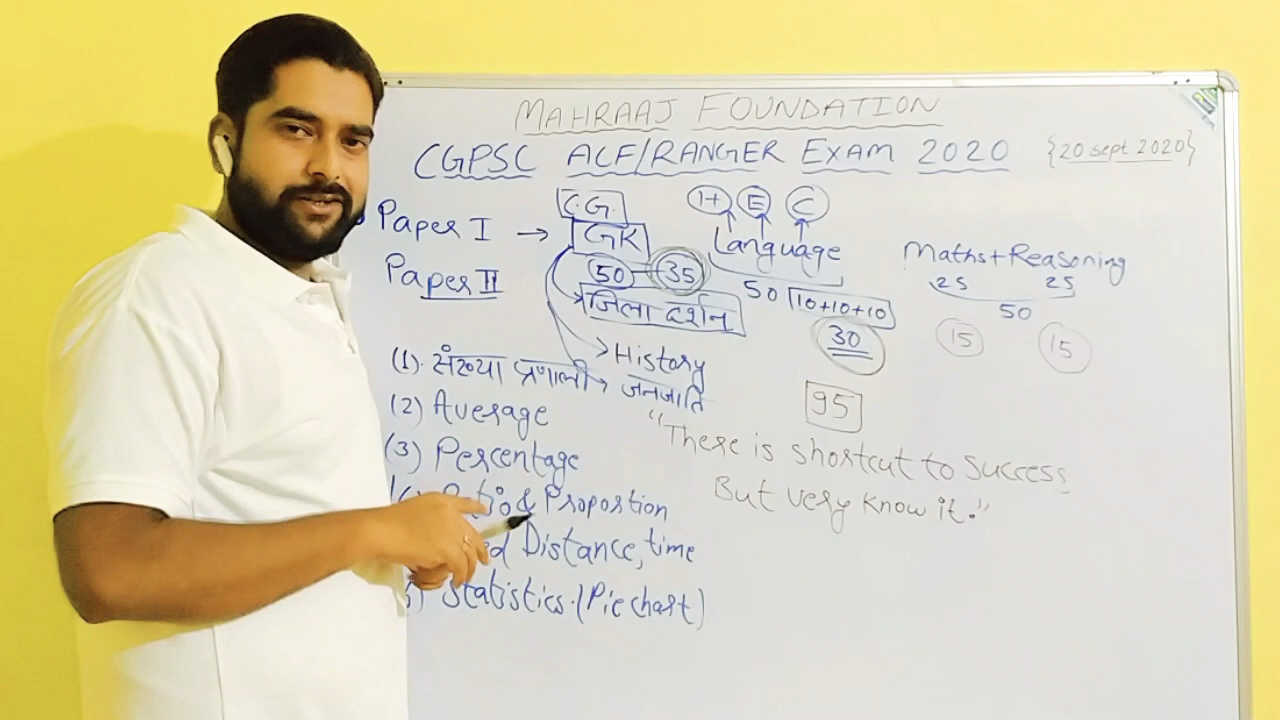 MAHRAAJ FOUNDATION
CGPSC ACF/RANGER EXAM 2020 {20 sept 2020}
C.G. H E C
Paper I → GK Language Maths+Reasoning
Paper II 50 - 35 50 10+10+10 25 25
50
जिला दर्शन 30 15 15
History
(1). संख्या प्रणाली जनजाति
95
(2) Average
"There is shortcut to success
(3) Percentage
But very know it."
& Proportion
Distance, time
Statistics. (Pie chart)